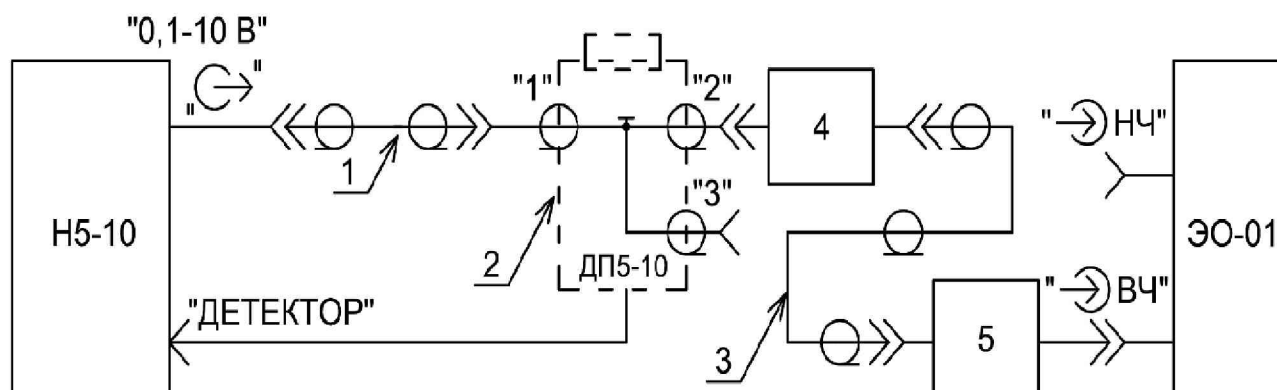 "0,1-10 В"
" "
"1"
"2"
4
" НЧ"
1
Н5-10
"3"
ЭО-01
2
ДП5-10
"ДЕТЕКТОР"
" ВЧ"
3
5